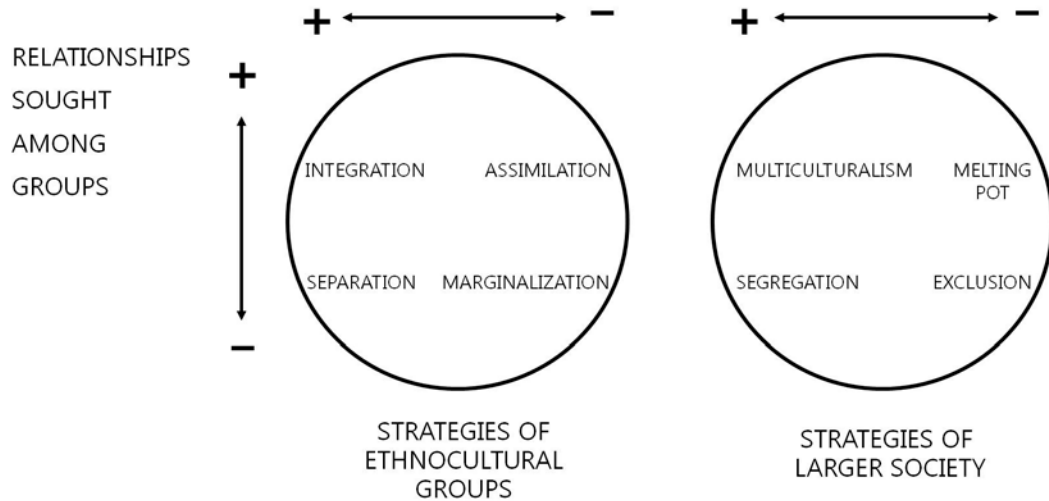 + −
+ −
RELATIONSHIPS
SOUGHT
AMONG
GROUPS
+
−
INTEGRATION ASSIMILATION
SEPARATION MARGINALIZATION
MULTICULTURALISM MELTING
POT
SEGREGATION EXCLUSION
STRATEGIES OF
ETHNOCULTURAL
GROUPS
STRATEGIES OF
LARGER SOCIETY